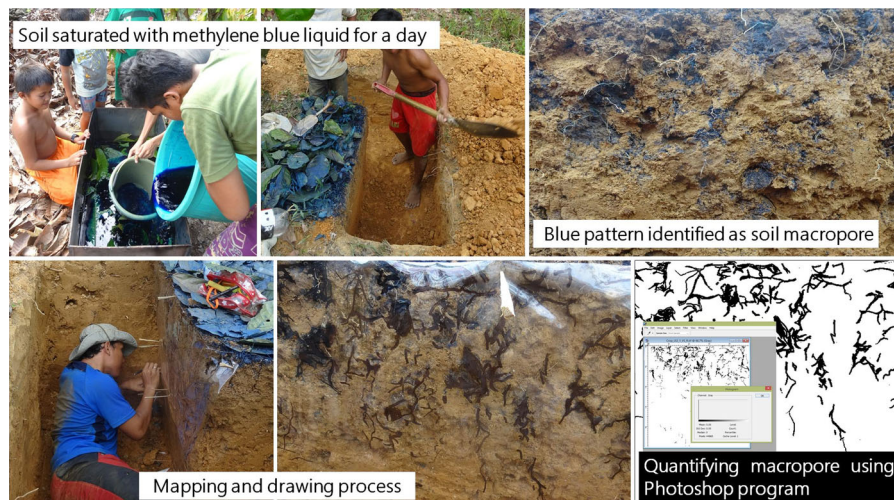 Soil saturated with methylene blue liquid for a day
Blue pattern identified as soil macropore
Mapping and drawing process
Quantifying macropore using
Photoshop program